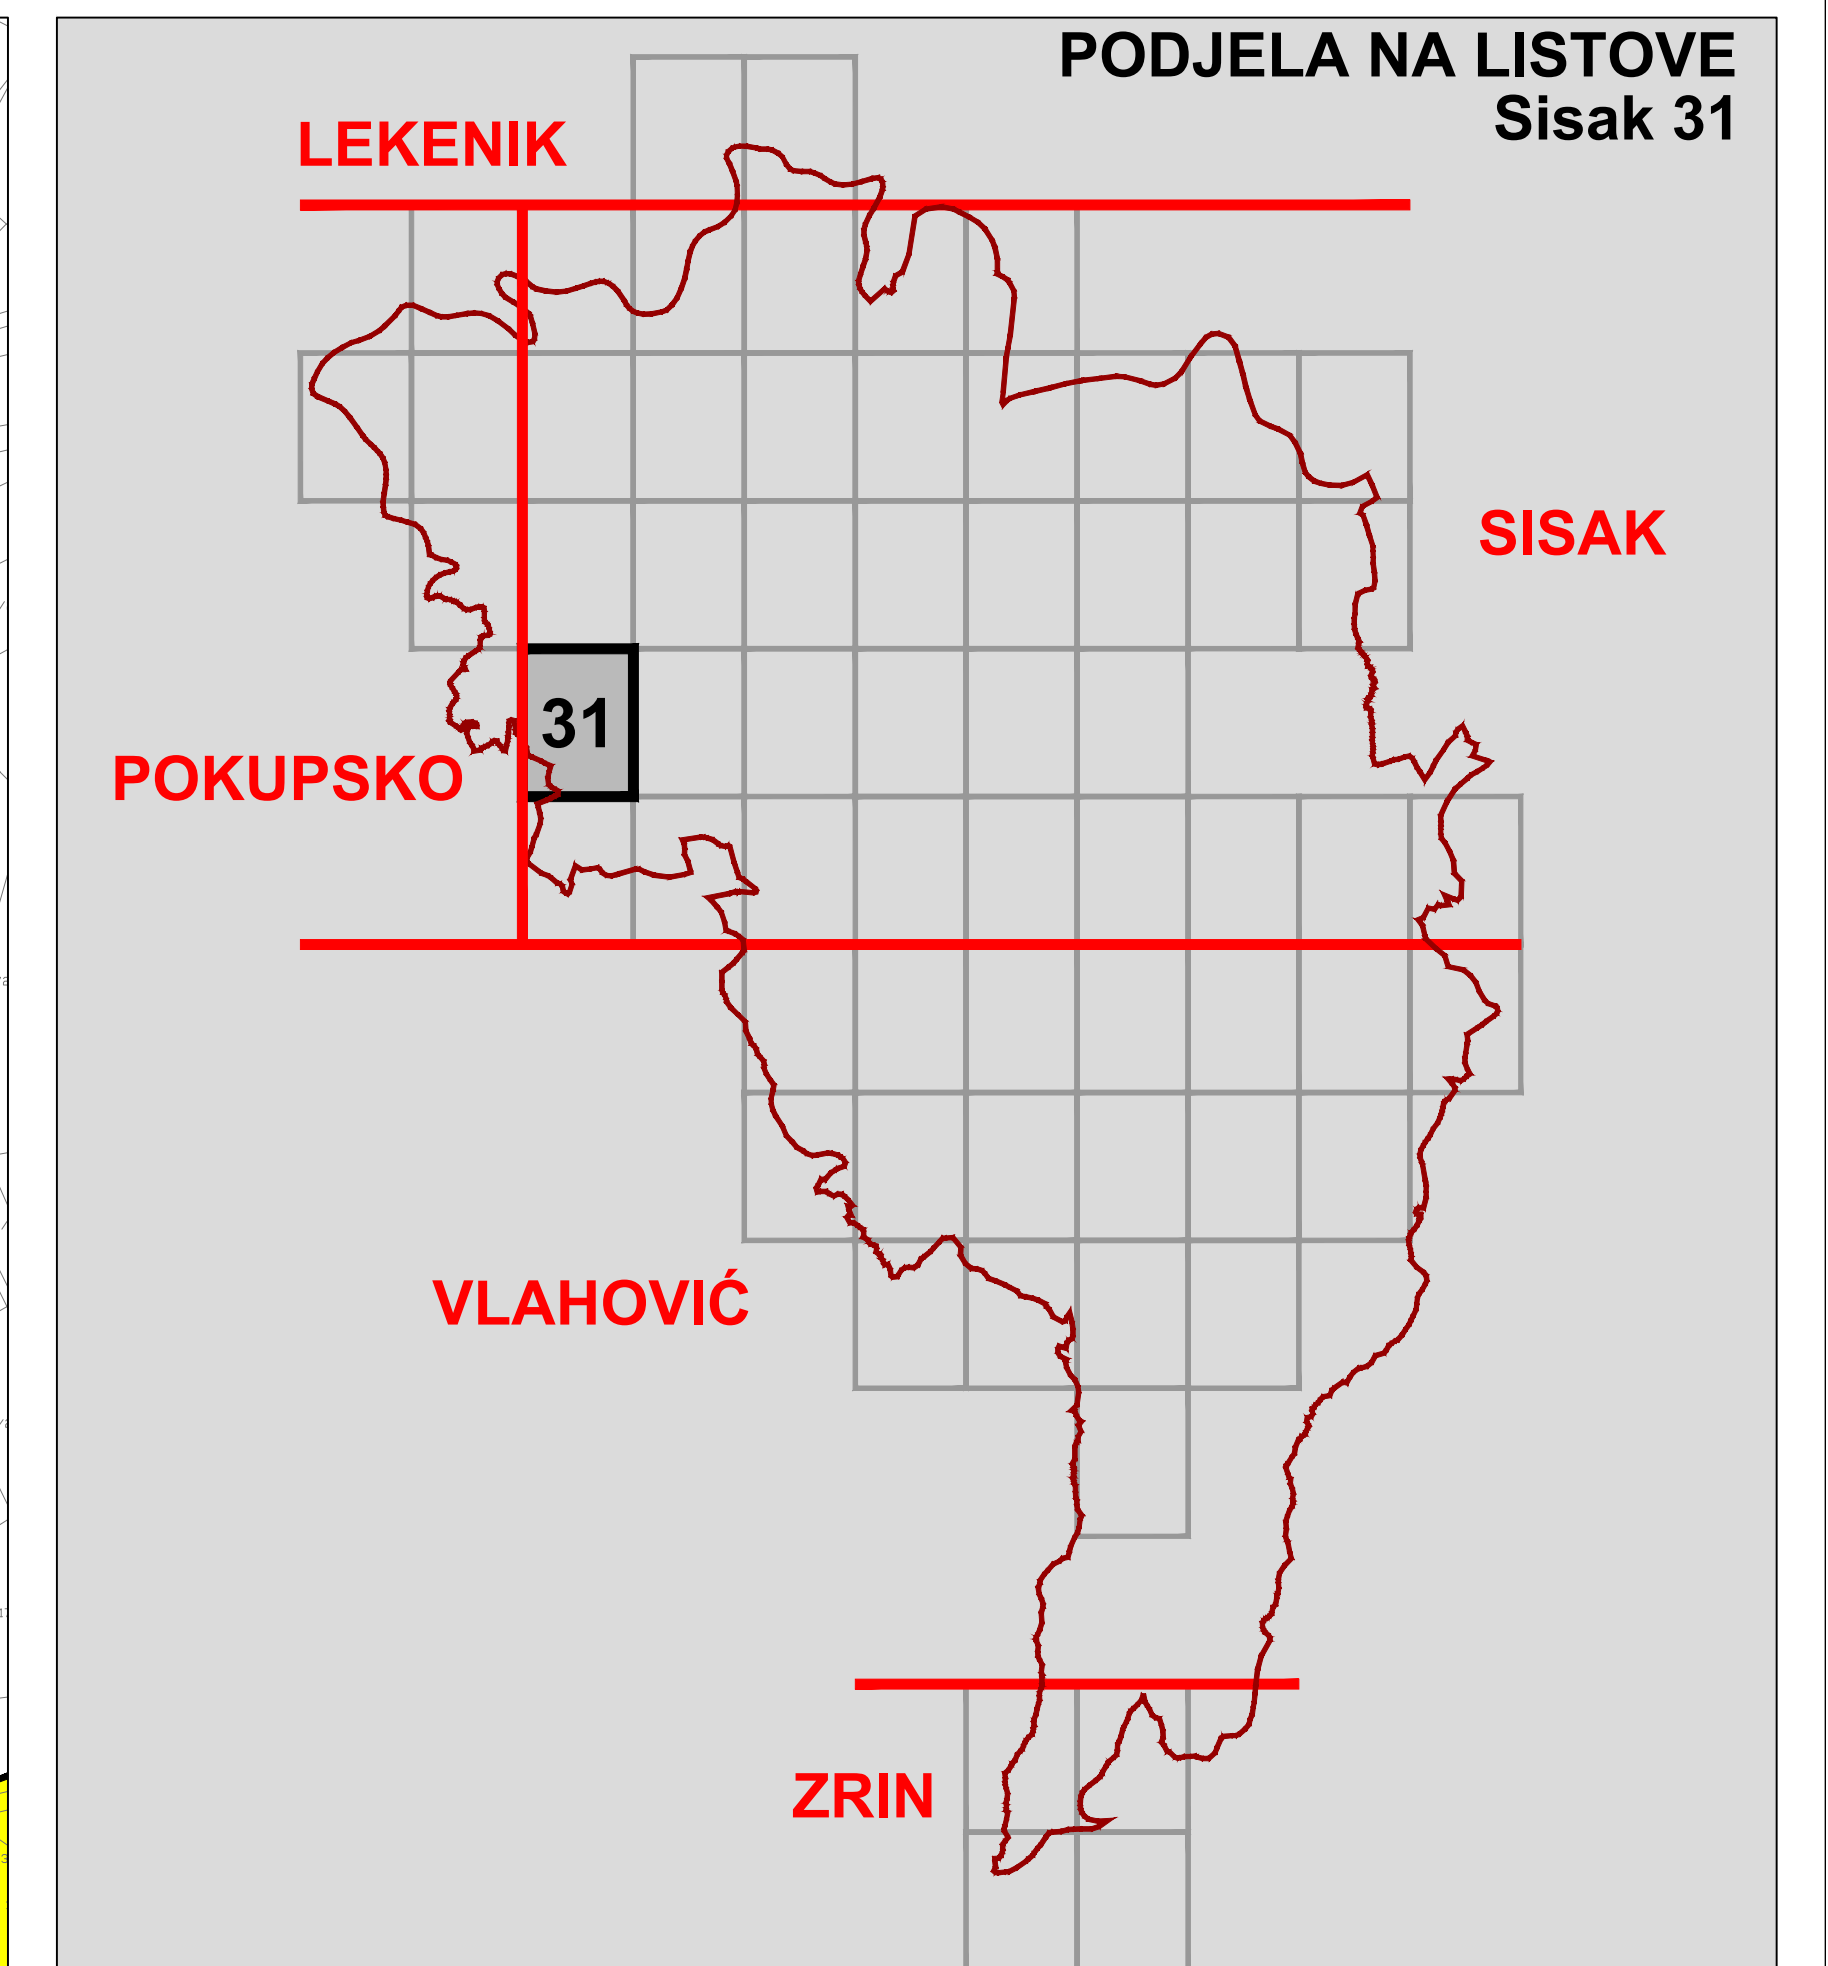 PODJELA NA LISTOVE
Sisak 31
LEKENIK
SISAK
31
POKUPSKO
VLAHOVIĆ
ZRIN